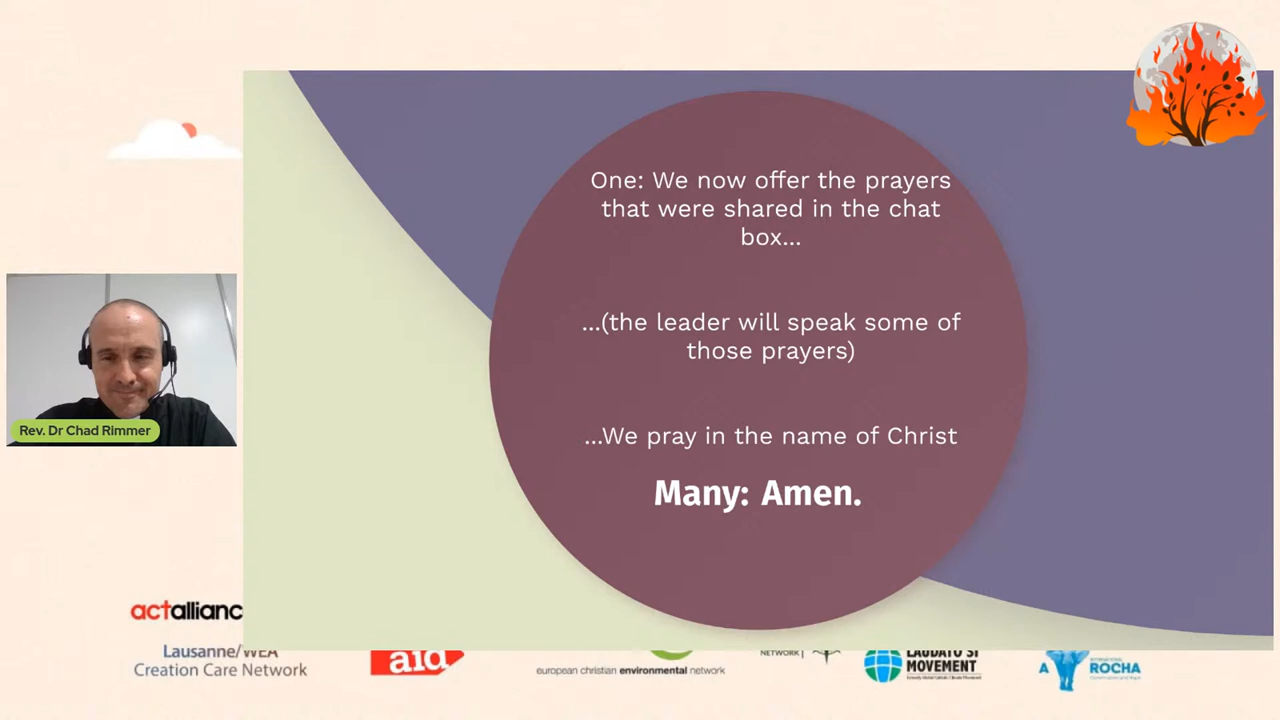 One: We now offer the prayers
that were shared in the chat
box...
...(the leader will speak some of
those prayers)
...We pray in the name of Christ
Many: Amen.
Rev. Dr Chad Rimmer
actallianc
Lausanne/WEA
Creation Care Network
aid
european christian environmental network
NETWORK
LAUDATO SI'
MOVEMENT
A
ROCHA